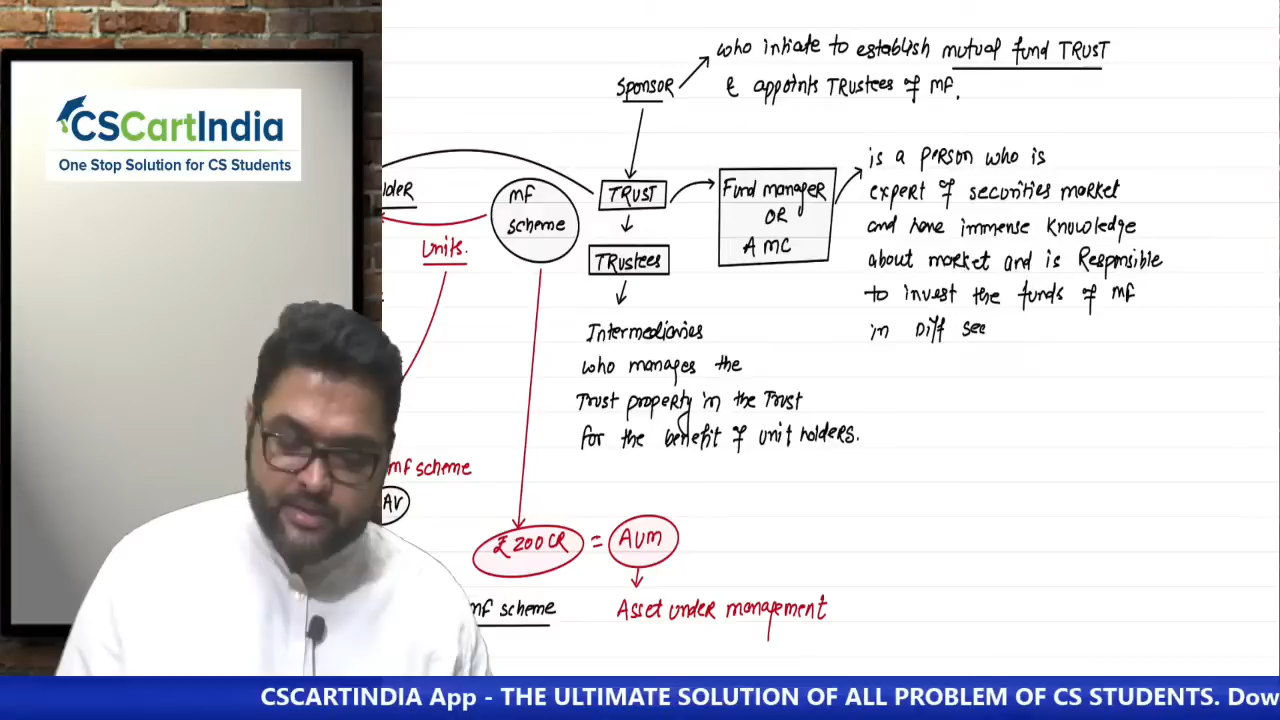 CSCartIndia
One Stop Solution for CS Students
Sponsor
who intiate to establish mutual fund TRUST
& appoints TRustees of mf.
lder
Units.
mf
scheme
TRUST
TRustees
Fund manager
OR
AMC
is a person who is
expert of securities market
and have immense knowledge
about market and is Responsible
to invest the funds of mf
in Diff see
Intermediaries
who manages the
Trust property in the Trust
for the benefit of unit holders.
mf scheme
AV
₹200CR = AUM
mf scheme
Asset under management
CSCARTINDIA App - THE ULTIMATE SOLUTION OF ALL PROBLEM OF CS STUDENTS. Dow